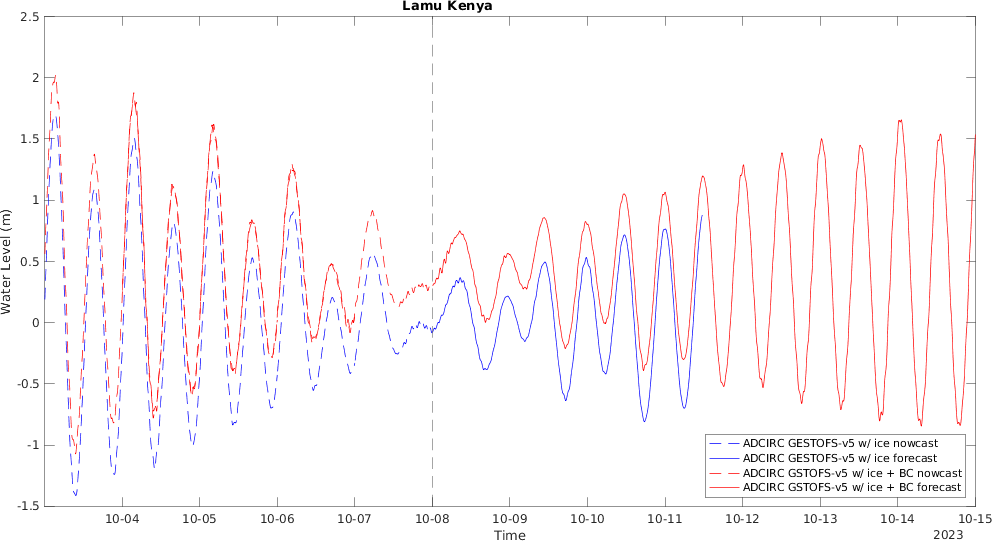 Lamu Kenya
2.5
2
1.5
1
0.5
0
-0.5
-1
-1.5
Water Level (m)
10-04 10-05 10-06 10-07 10-08 10-09 10-10 10-11 10-12 10-13 10-14 10-15
Time
2023
ADCIRC GESTOFS-v5 w/ ice nowcast
ADCIRC GESTOFS-v5 w/ ice forecast
ADCIRC GSTOFS-v5 w/ ice + BC nowcast
ADCIRC GSTOFS-v5 w/ ice + BC forecast